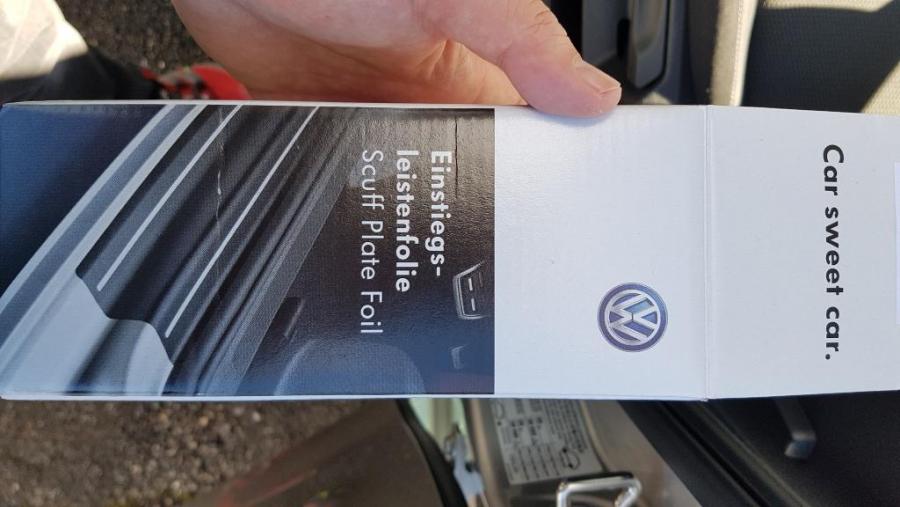 Car sweet car.
Einstiegs-
leistenfolie
Scuff Plate Foil